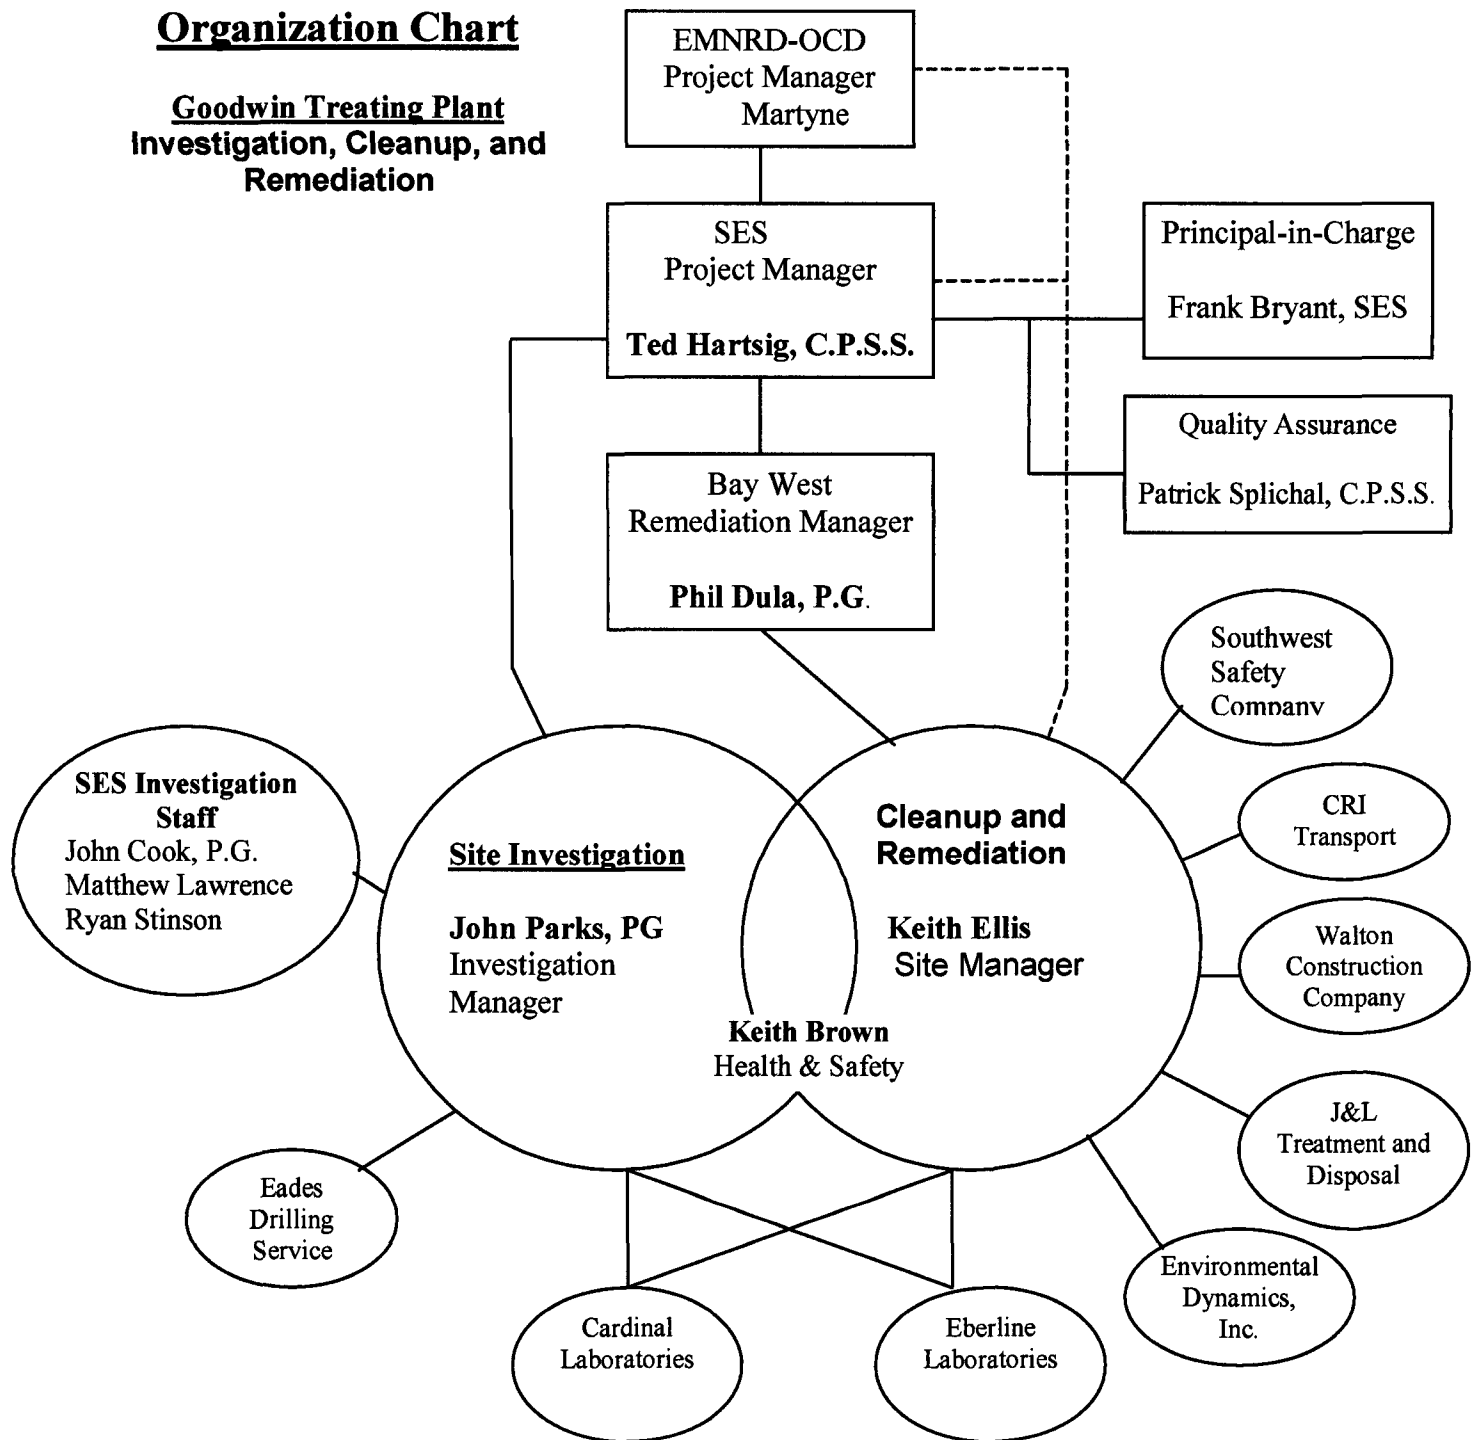 Organization Chart
Goodwin Treating Plant
Investigation, Cleanup, and
Remediation
EMNRD-OCD
Project Manager
Martyne
SES
Project Manager
Ted Hartsig, C.P.S.S.
Principal-in-Charge
Frank Bryant, SES
Quality Assurance
Patrick Splichal, C.P.S.S.
Bay West
Remediation Manager
Phil Dula, P.G.
Southwest
Safety
Company
CRI
Transport
Walton
Construction
Company
J&L
Treatment and
Disposal
Environmental
Dynamics,
Inc.
SES Investigation
Staff
John Cook, P.G.
Matthew Lawrence
Ryan Stinson
Site Investigation
John Parks, PG
Investigation
Manager
Cleanup and
Remediation
Keith Ellis
Site Manager
Keith Brown
Health & Safety
Eades
Drilling
Service
Cardinal
Laboratories
Eberline
Laboratories